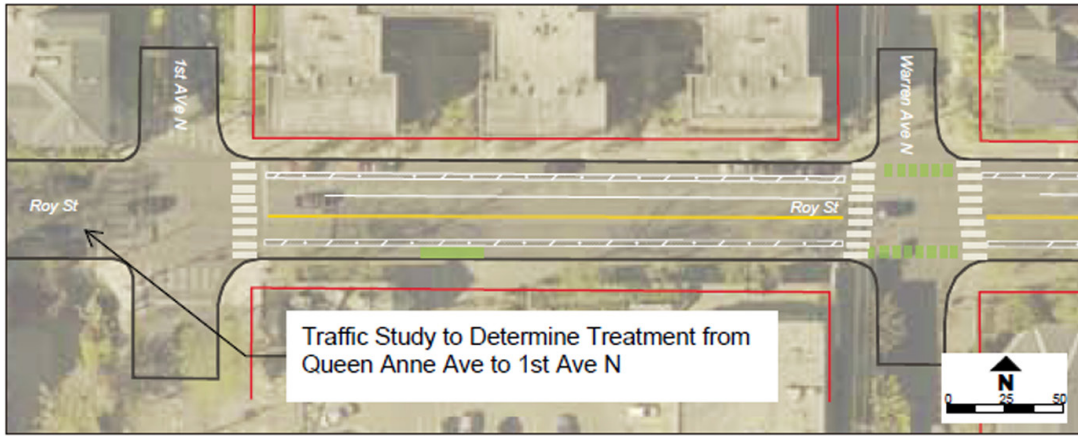 1st AVe N
Warren Ave N
Roy St
Roy St
Traffic Study to Determine Treatment from
Queen Anne Ave to 1st Ave N
N
0 25 50